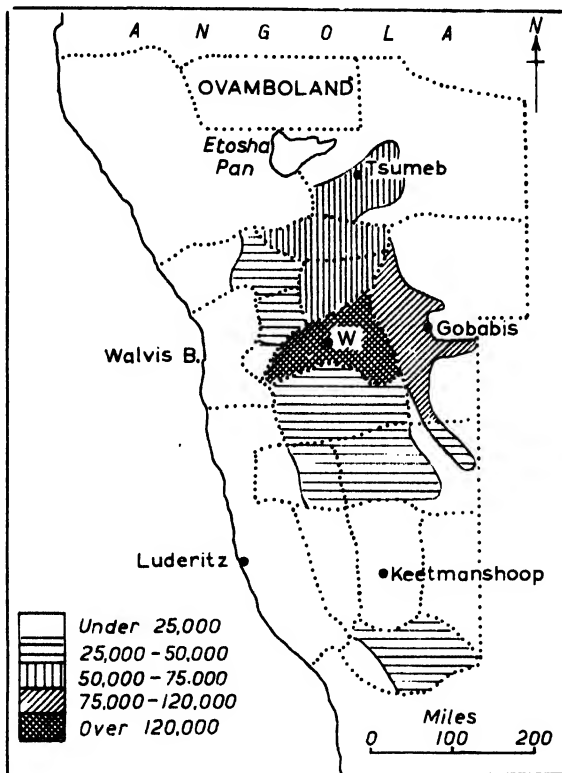 A N G O L A
N
OVAMBOLAND
Etosha
Pan
Tsumeb
W
Gobabis
Walvis B.
Luderitz
Keetmanshoop
Under 25,000
25,000-50,000
50,000-75.000
75.000-120,000
Over 120,000
Miles
0 100 200